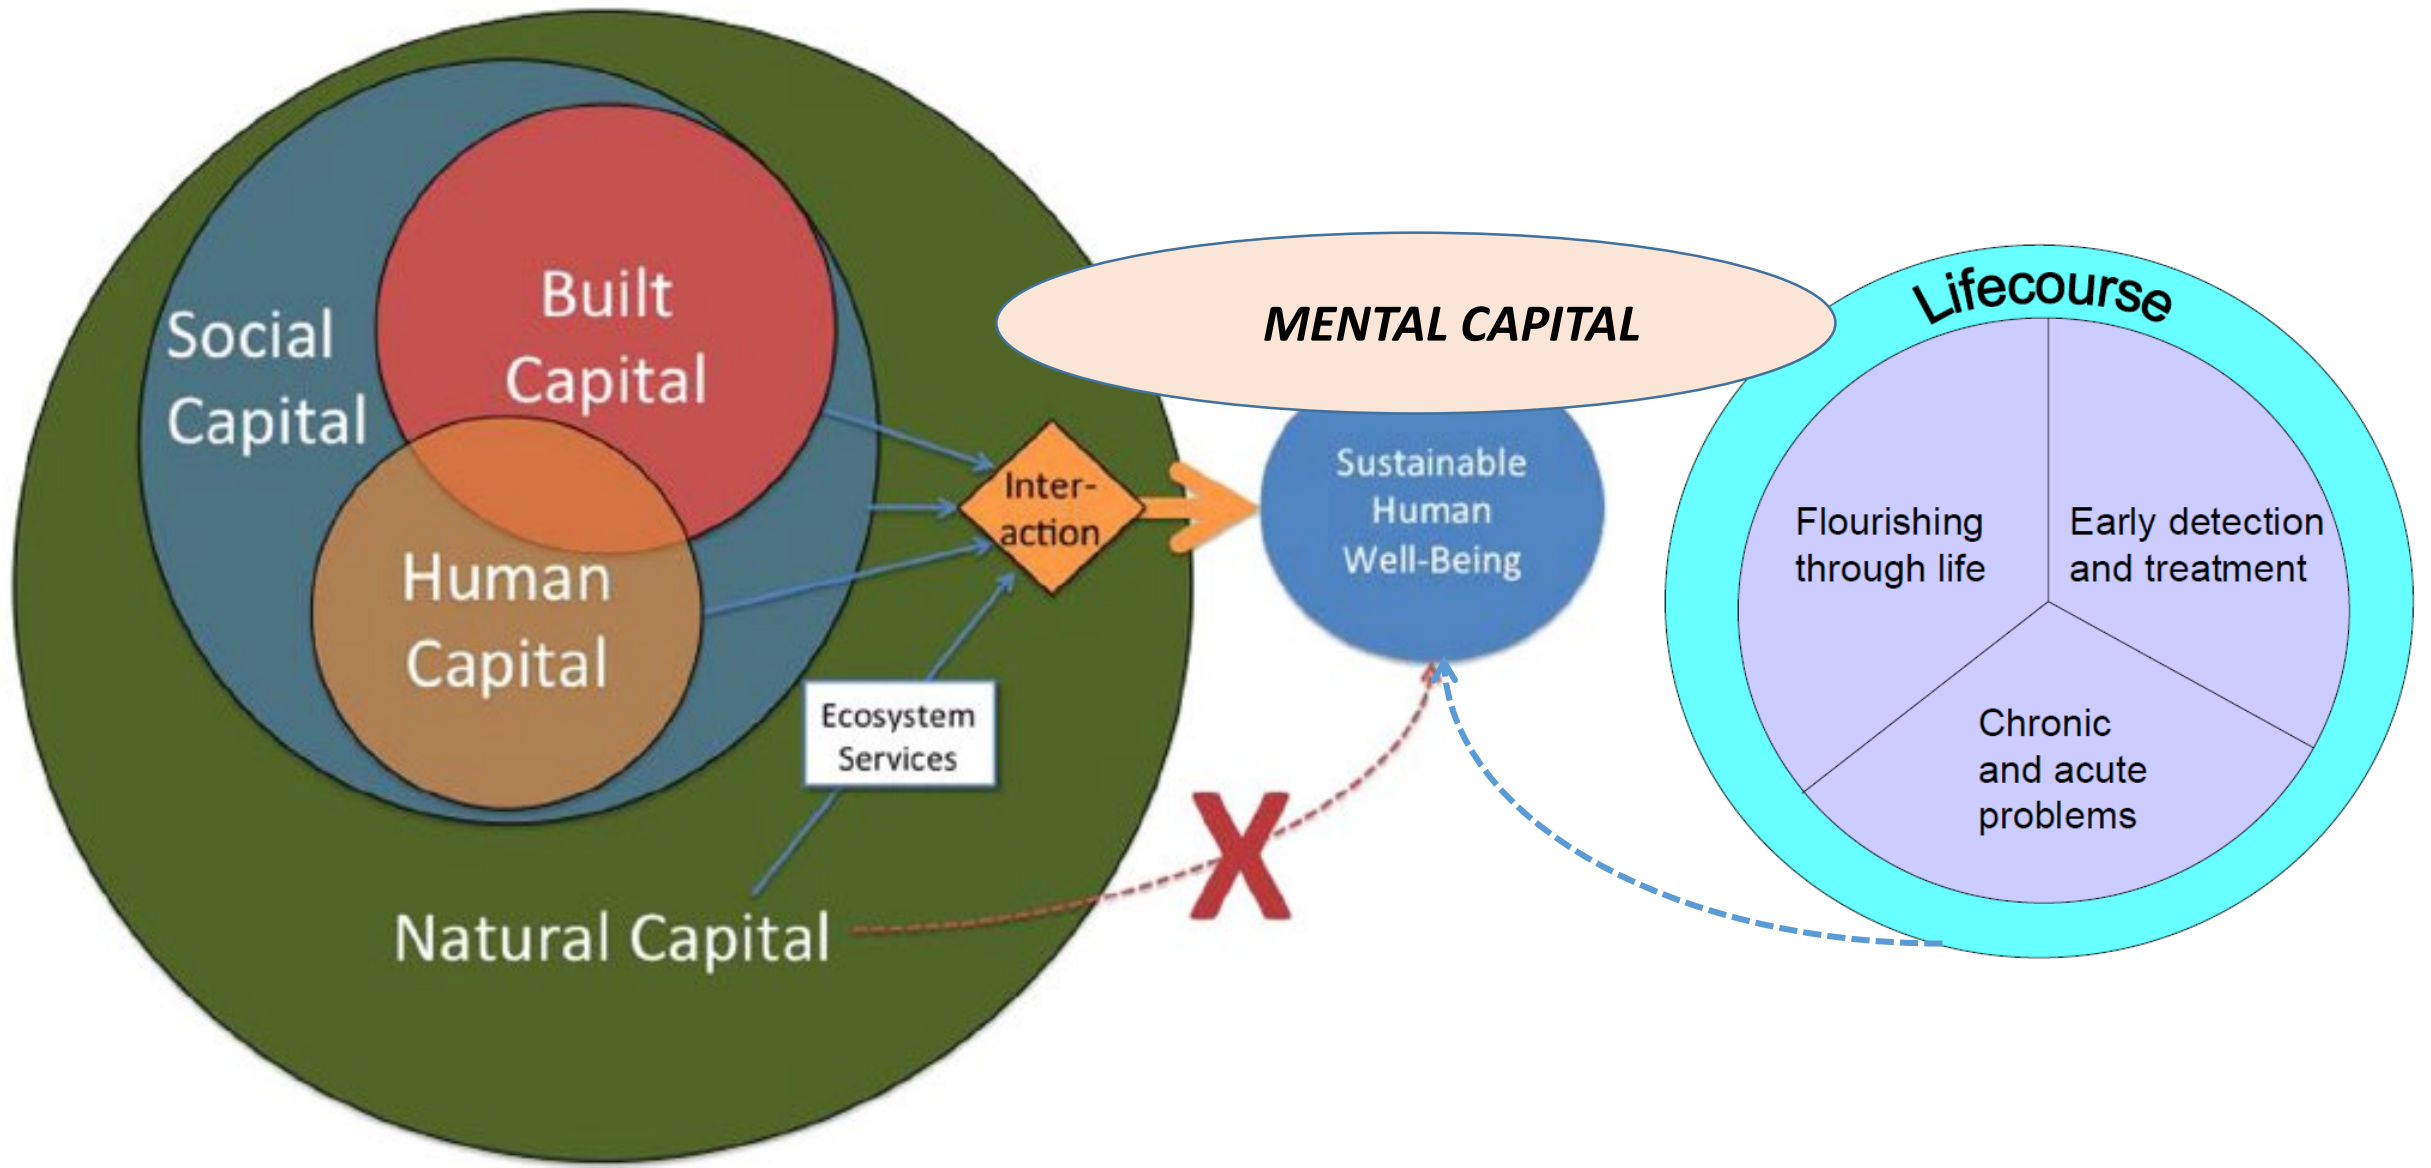 Social
Capital
Built
Capital
Human
Capital
Natural Capital
Ecosystem
Services
Inter-
action
X
MENTAL CAPITAL
Sustainable
Human
Well-Being
Lifecourse
Flourishing
through life
Early detection
and treatment
Chronic
and acute
problems